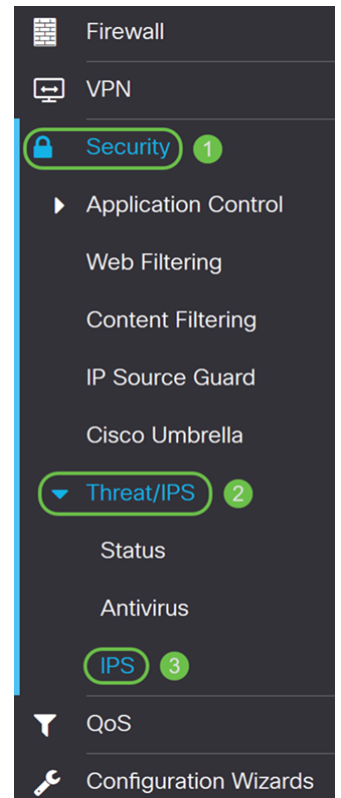 Firewall
VPN
Security 1
Application Control
Web Filtering
Content Filtering
IP Source Guard
Cisco Umbrella
Threat/IPS 2
Status
Antivirus
IPS 3
QoS
Configuration Wizards